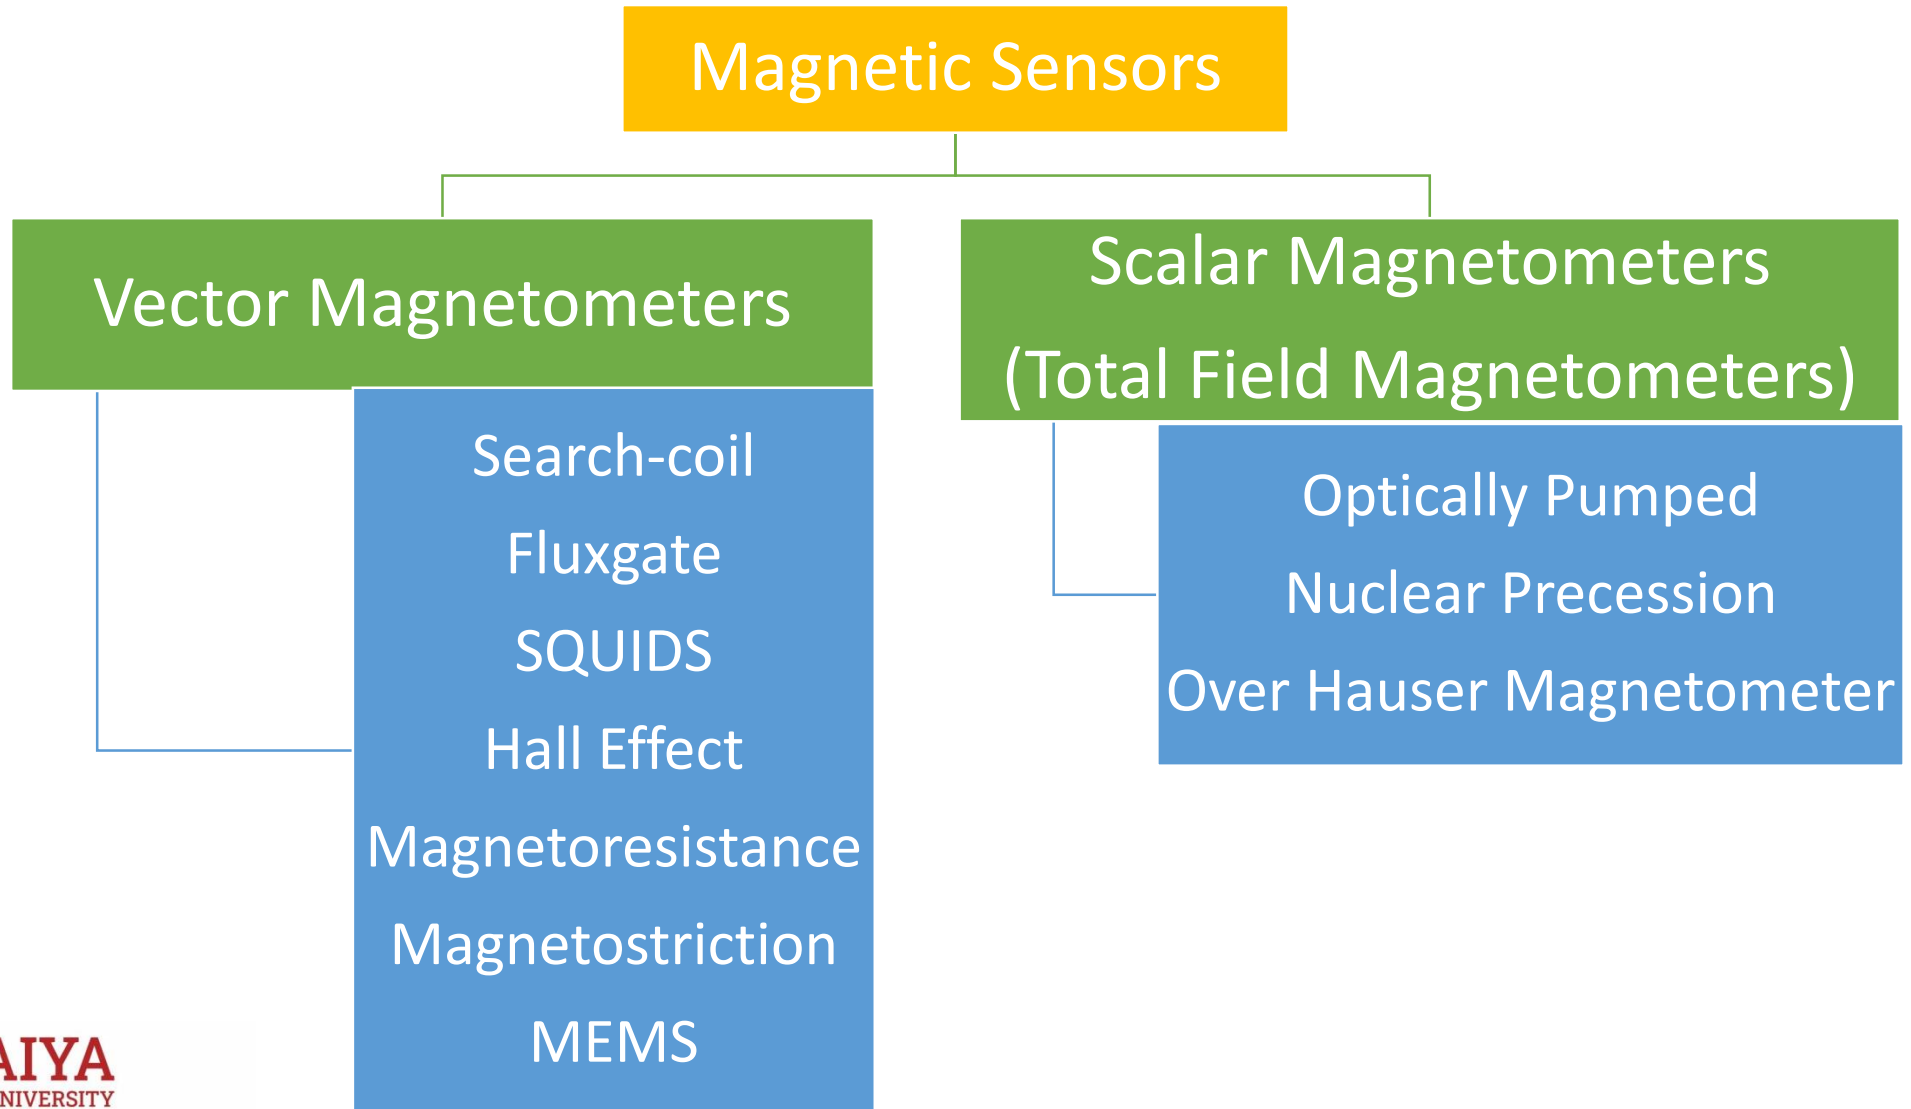 Magnetic Sensors
Vector Magnetometers
Search-coil
Fluxgate
SQUIDS
Hall Effect
Magnetoresistance
Magnetostriction
MEMS
Scalar Magnetometers
(Total Field Magnetometers)
Optically Pumped
Nuclear Precession
Over Hauser Magnetometer
AIYA
NIVERSITY